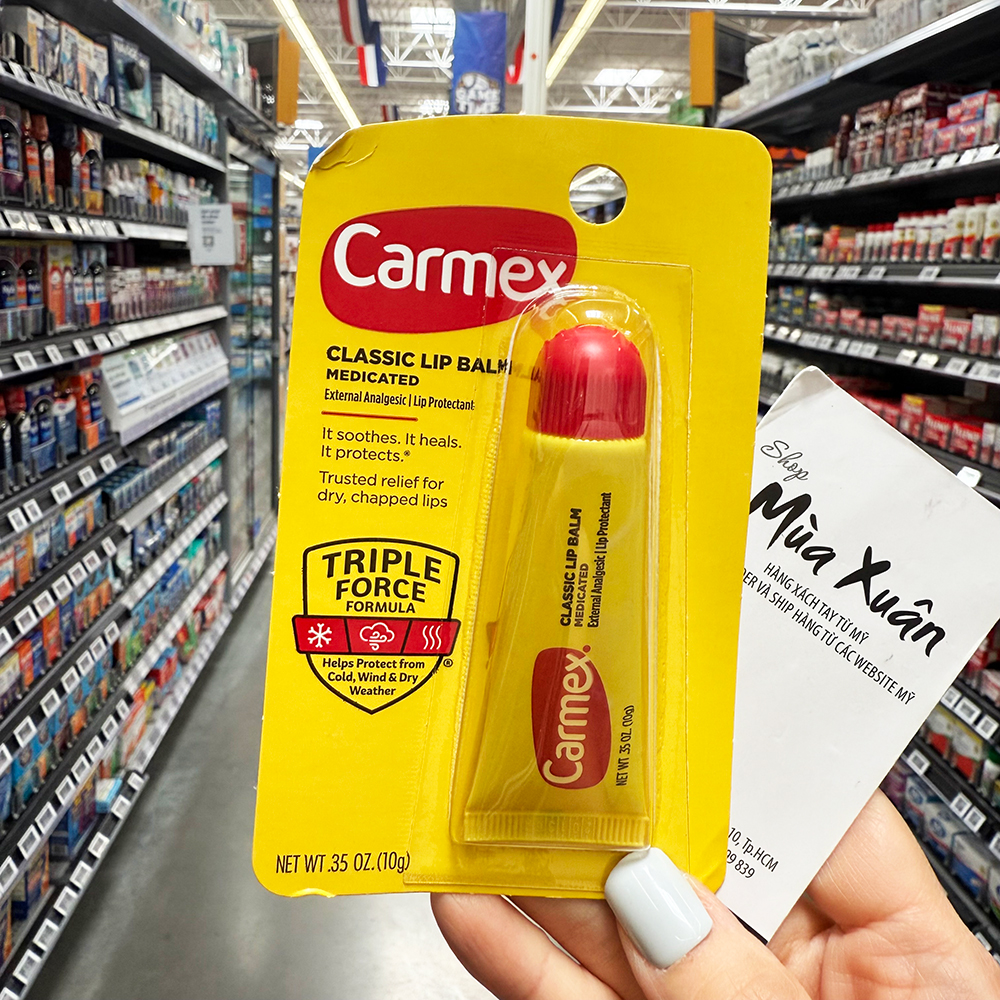 Carmex
CLASSIC LIP BALM
MEDICATED
External Analgesic | Lip Protectant
It soothes. It heals.
It protects.®
Trusted relief for
dry, chapped lips
TRIPLE
FORCE
FORMULA
Helps Protect from
Cold, Wind & Dry
Weather
®
NET WT .35 OZ. (10g)
CLASSIC LIP BALM
MEDICATED
External Analgesic | Lip Protectant
Carmex®
NET WT .35 OZ. (10g)
Shop
Mùa Xuân
HÀNG XÁCH TAY TỪ MỸ
VÀ SHIP HÀNG TỪ CÁC WEBSITE MỸ
10, Tp.HCM
839